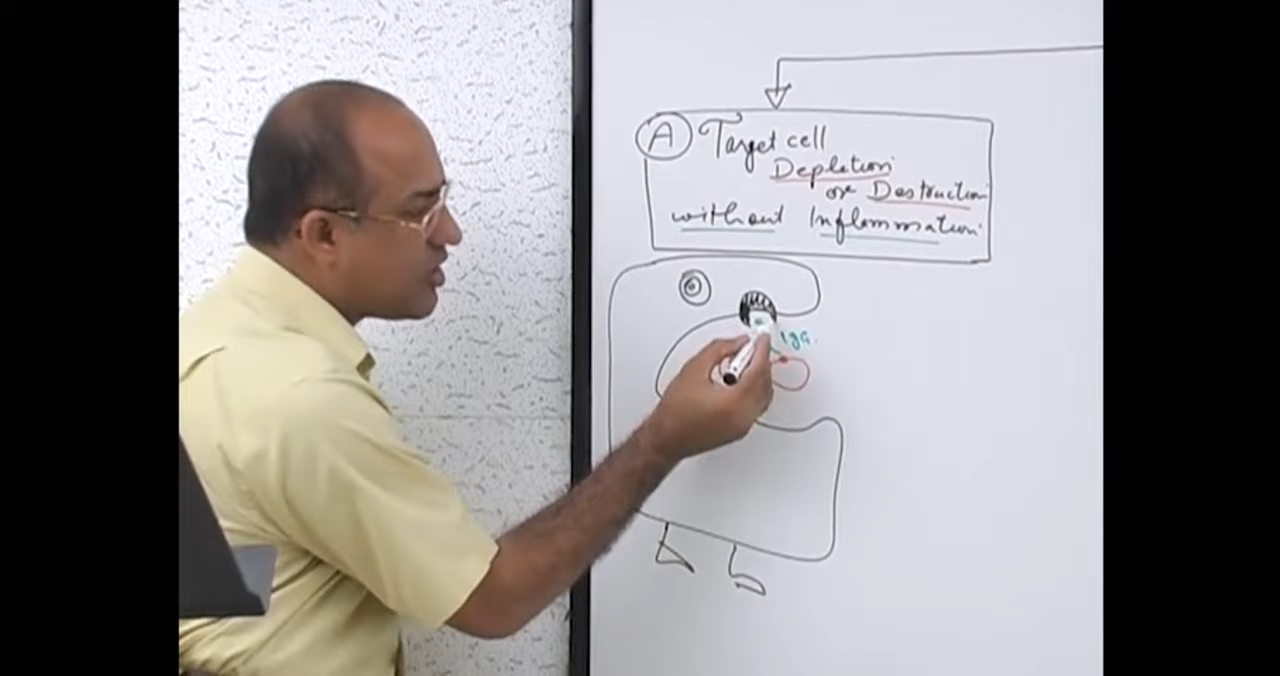 A
Target cell
Depletion
or Destruction
without Inflammation
IgG.